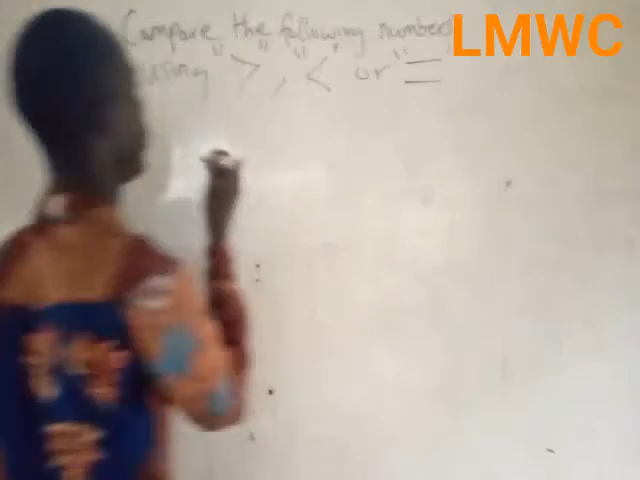 Compare the following numbers
using ">", "<" or "="
LMWC